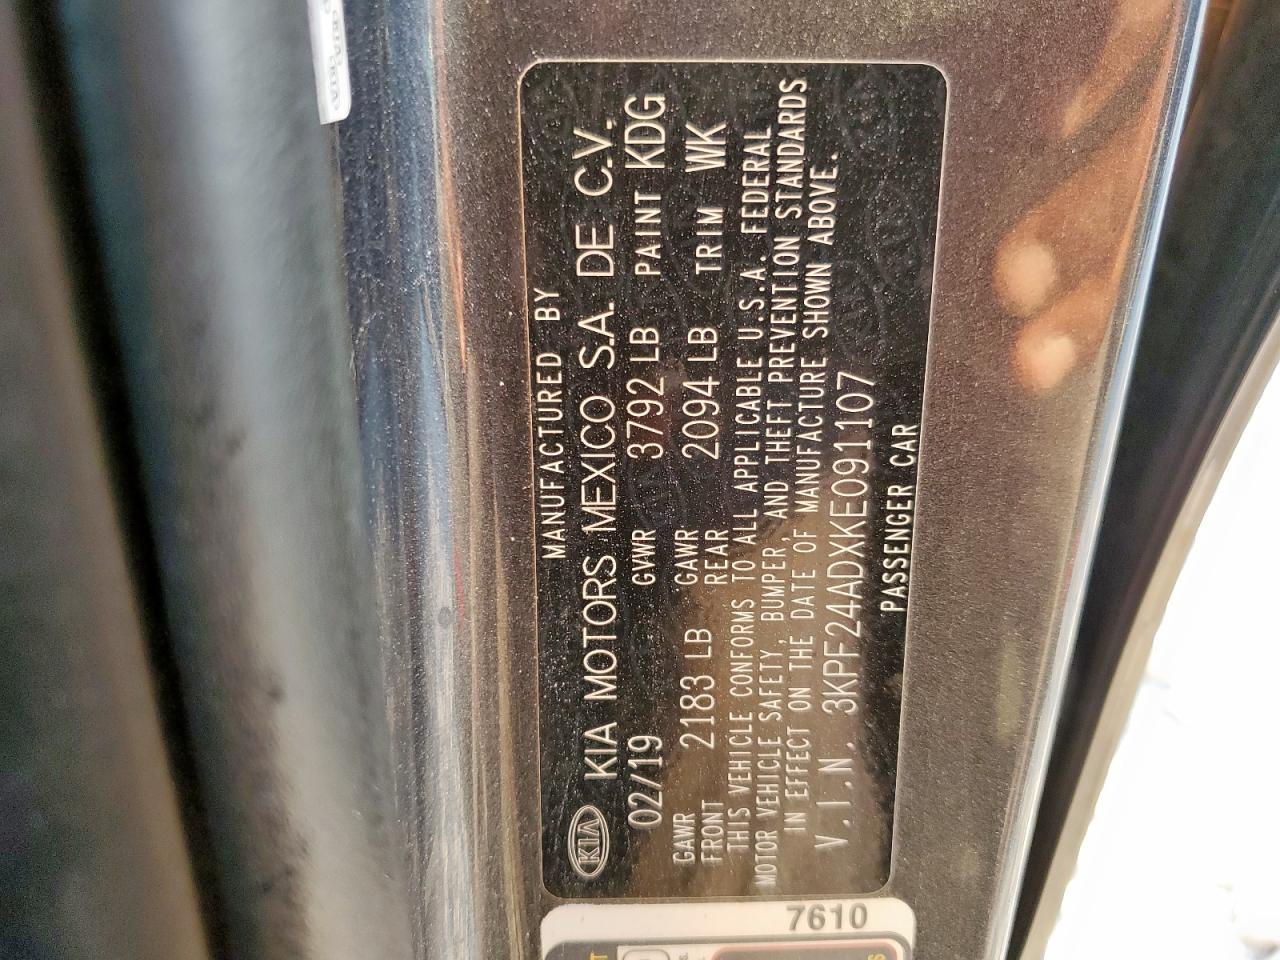 MANUFACTURED BY
KIA KIA MOTORS MEXICO S.A. DE C.V.
02/19 GVWR 3792 LB PAINT KDG
GAWR FRONT 2183 LB GAWR REAR 2094 LB TRIM WK
THIS VEHICLE CONFORMS TO ALL APPLICABLE U.S.A. FEDERAL
MOTOR VEHICLE SAFETY, BUMPER, AND THEFT PREVENTION STANDARDS
IN EFFECT ON THE DATE OF MANUFACTURE SHOWN ABOVE.
V.I.N. 3KPF24ADXKE091107
PASSENGER CAR
7610